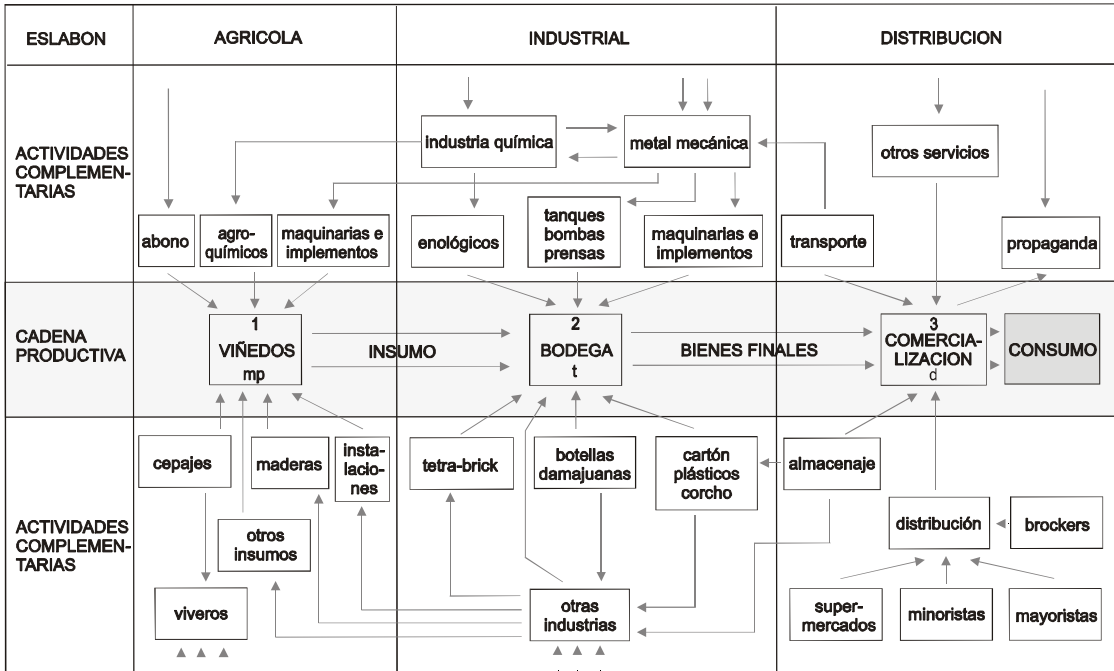 ESLABON
AGRICOLA
INDUSTRIAL
DISTRIBUCION
ACTIVIDADES
COMPLEMEN-
TARIAS
industria química
metal mecánica
otros servicios
abono
agro-
químicos
maquinarias e
implementos
enológicos
tanques
bombas
prensas
maquinarias e
implementos
transporte
propaganda
CADENA
PRODUCTIVA
1
VIÑEDOS
mp
INSUMO
2
BODEGA
t
BIENES FINALES
3
COMERCIA-
LIZACION
d
CONSUMO
ACTIVIDADES
COMPLEMEN-
TARIAS
cepajes
maderas
insta-
lacio-
nes
otros
insumos
viveros
tetra-brick
botellas
damajuanas
cartón
plásticos
corcho
otras
industrias
almacenaje
distribución
brockers
super-
mercados
minoristas
mayoristas